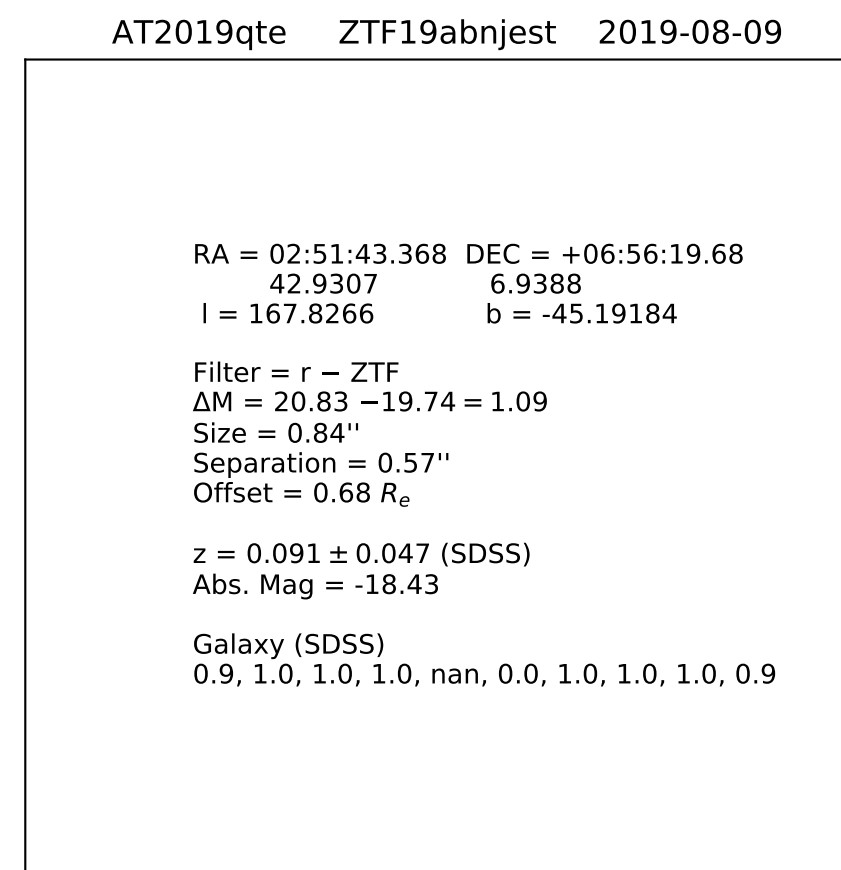 AT2019qte ZTF19abnjest 2019-08-09
RA = 02:51:43.368 DEC = +06:56:19.68
42.9307 6.9388
l = 167.8266 b = -45.19184
Filter = r − ZTF
ΔM = 20.83 −19.74 = 1.09
Size = 0.84''
Separation = 0.57''
Offset = 0.68 Re
z = 0.091 ± 0.047 (SDSS)
Abs. Mag = -18.43
Galaxy (SDSS)
0.9, 1.0, 1.0, 1.0, nan, 0.0, 1.0, 1.0, 1.0, 0.9